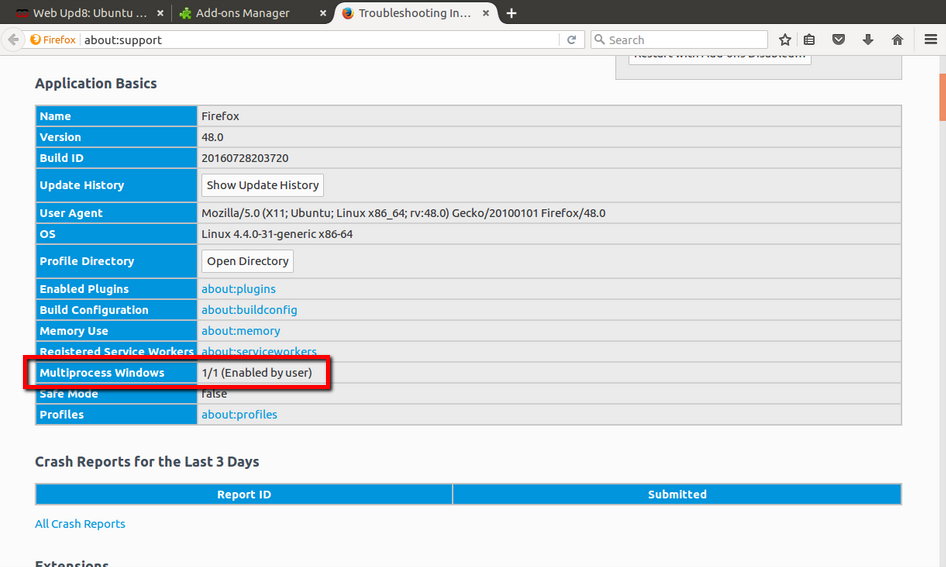 Web Upd8: Ubuntu ... × Add-ons Manager × Troubleshooting In... × +
Firefox about:support Search
Restart with Add-ons Disabled...
Application Basics
Name Firefox
Version 48.0
Build ID 20160728203720
Update History Show Update History
User Agent Mozilla/5.0 (X11; Ubuntu; Linux x86_64; rv:48.0) Gecko/20100101 Firefox/48.0
OS Linux 4.4.0-31-generic x86-64
Profile Directory Open Directory
Enabled Plugins about:plugins
Build Configuration about:buildconfig
Memory Use about:memory
Registered Service Workers about:serviceworkers
Multiprocess Windows 1/1 (Enabled by user)
Safe Mode false
Profiles about:profiles
Crash Reports for the Last 3 Days
Report ID Submitted
All Crash Reports
Extensions